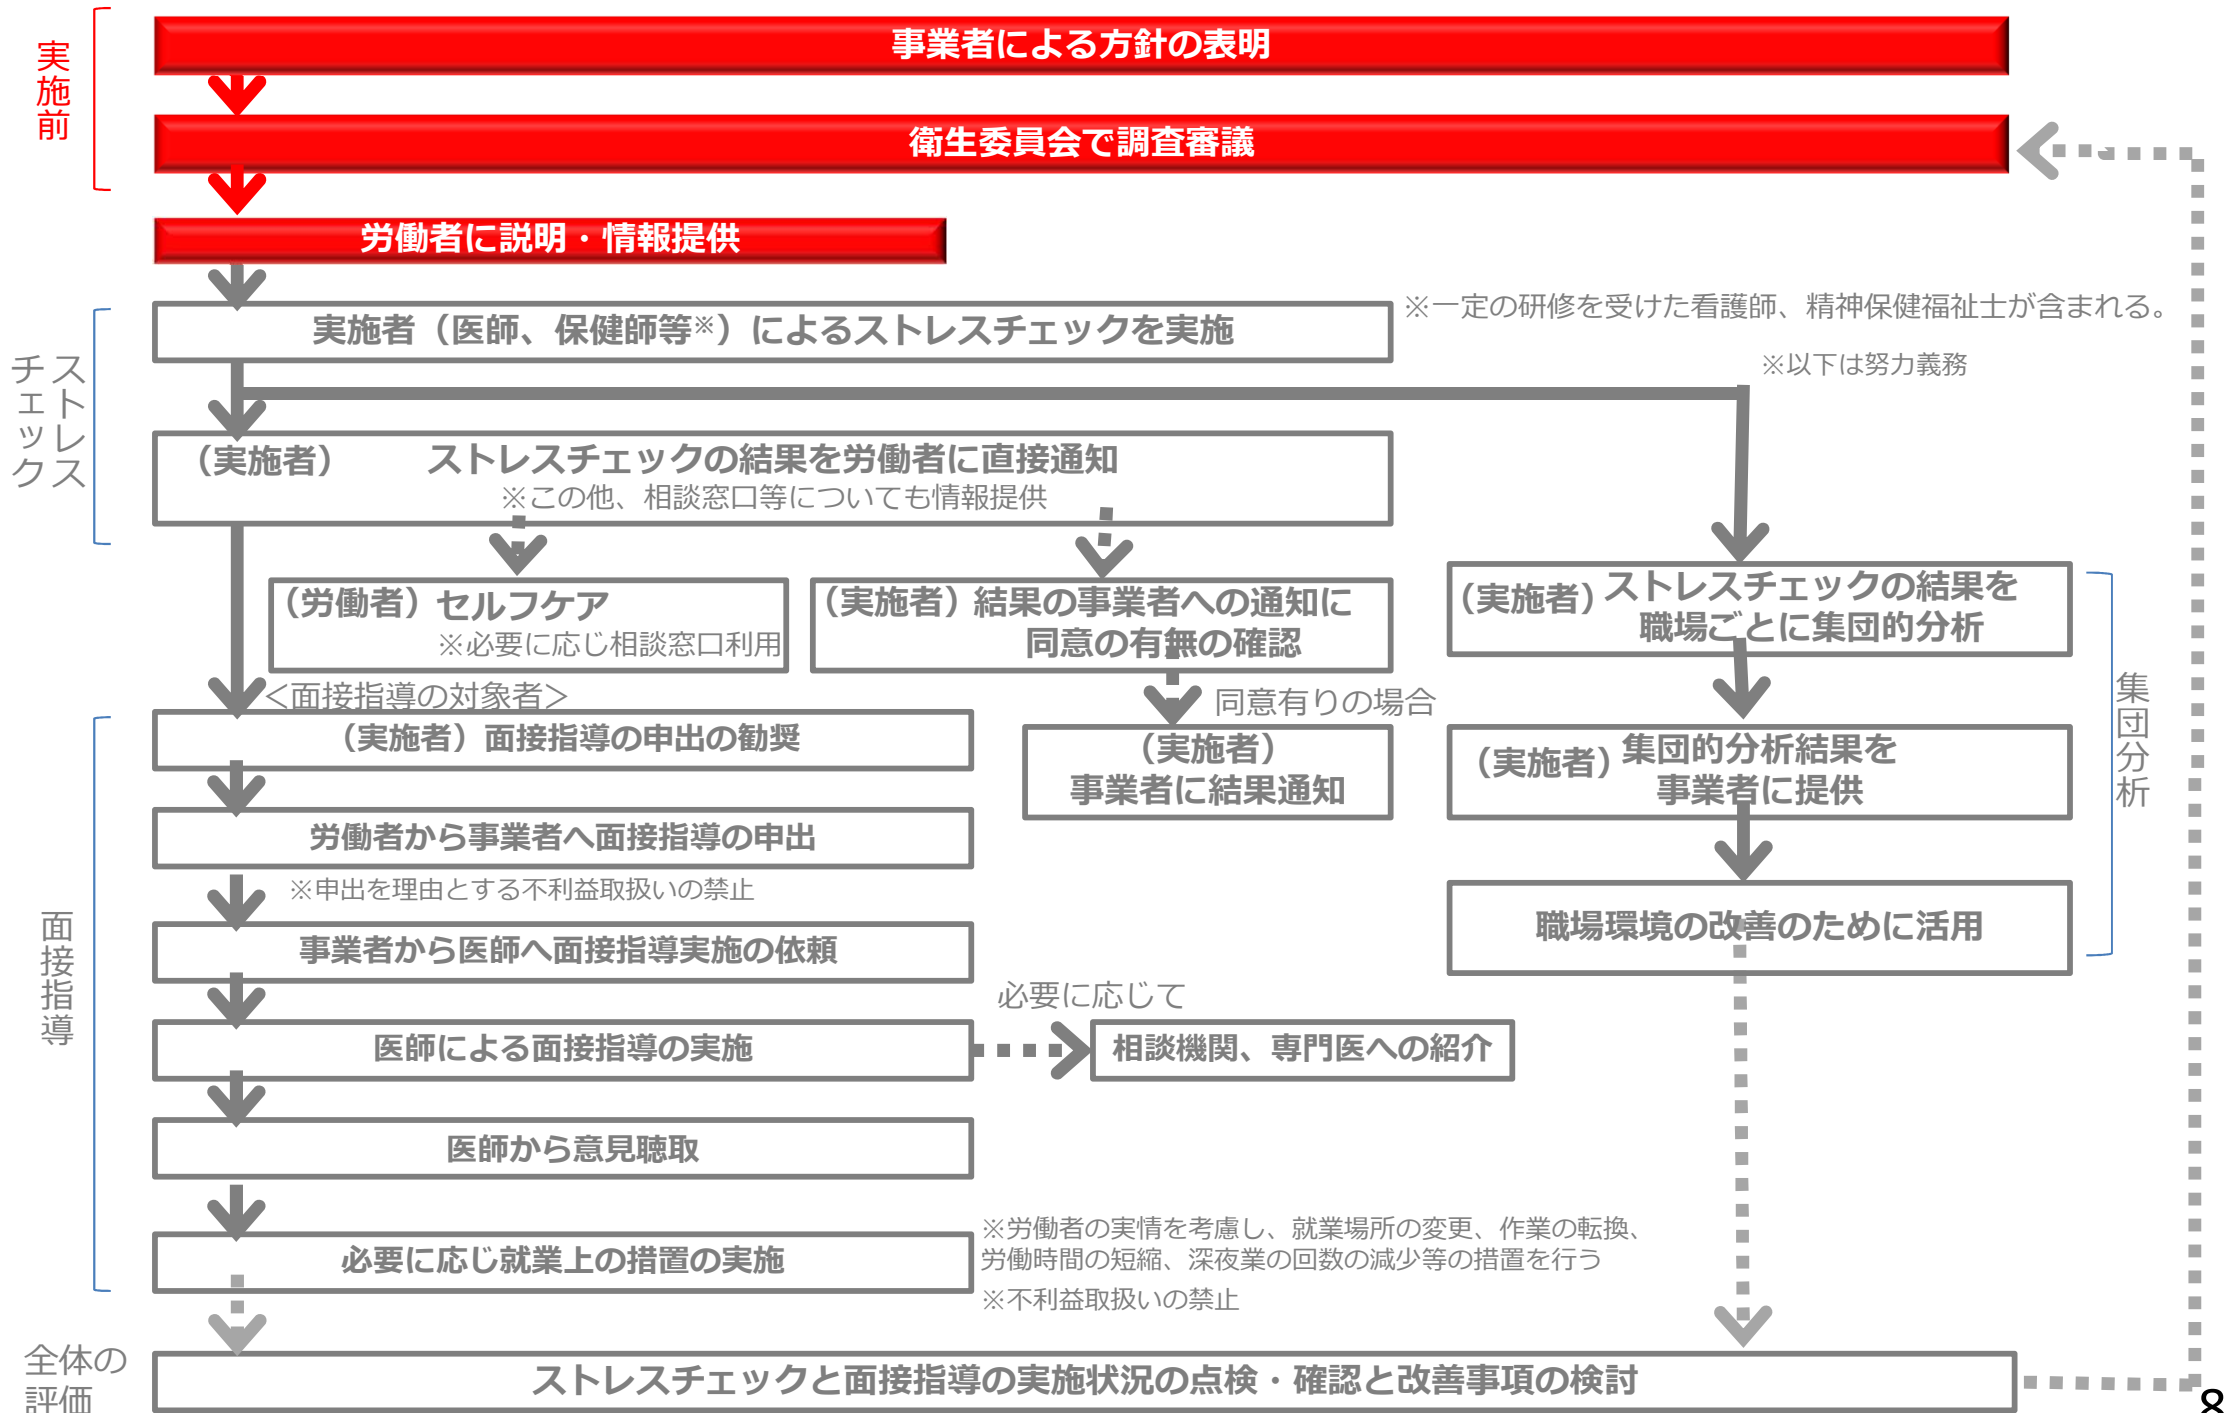 実施前
事業者による方針の表明
衛生委員会で調査審議
労働者に説明・情報提供
ストレス
チェック
実施者（医師、保健師等※）によるストレスチェックを実施
※一定の研修を受けた看護師、精神保健福祉士が含まれる。
※以下は努力義務
（実施者） ストレスチェックの結果を労働者に直接通知
※この他、相談窓口等についても情報提供
（労働者）セルフケア
※必要に応じ相談窓口利用
（実施者）結果の事業者への通知に
同意の有無の確認
（実施者）ストレスチェックの結果を
職場ごとに集団的分析
集団分析
＜面接指導の対象者＞
同意有りの場合
面接指導
（実施者）面接指導の申出の勧奨
（実施者）
事業者に結果通知
（実施者）集団的分析結果を
事業者に提供
労働者から事業者へ面接指導の申出
※申出を理由とする不利益取扱いの禁止
職場環境の改善のために活用
事業者から医師へ面接指導実施の依頼
必要に応じて
医師による面接指導の実施
相談機関、専門医への紹介
医師から意見聴取
必要に応じ就業上の措置の実施
※労働者の実情を考慮し、就業場所の変更、作業の転換、
労働時間の短縮、深夜業の回数の減少等の措置を行う
※不利益取扱いの禁止
全体の
評価
ストレスチェックと面接指導の実施状況の点検・確認と改善事項の検討
8